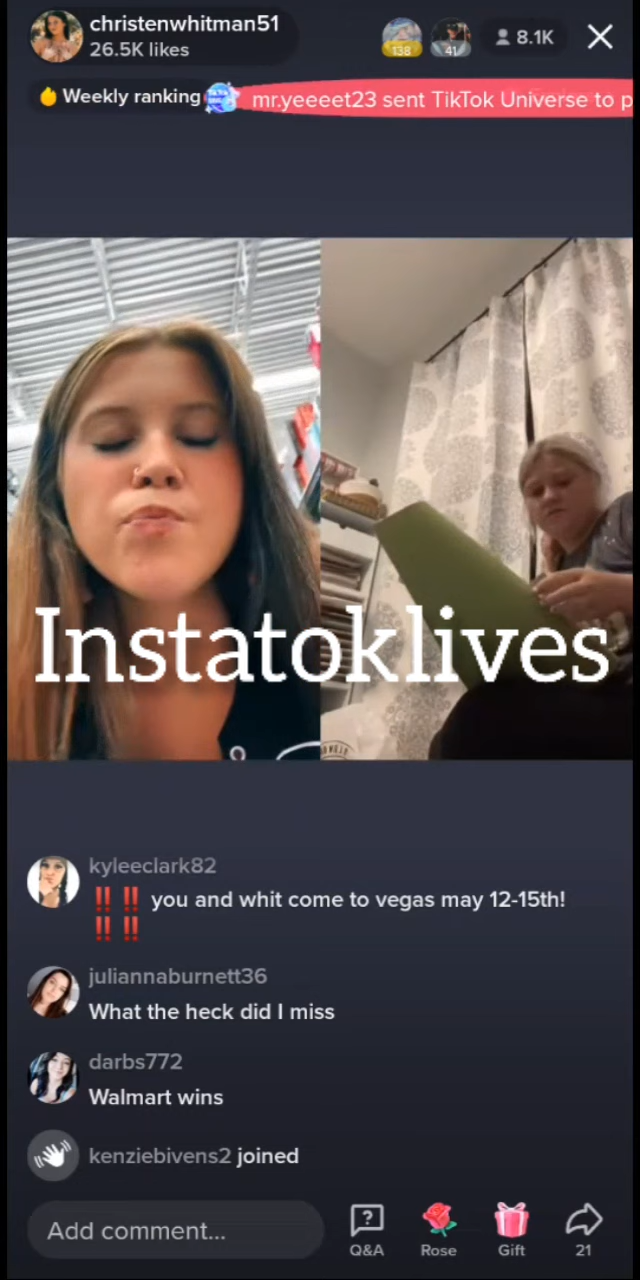 christenwhitman51
26.5K likes
138
41
8.1K
Weekly ranking
mr.yeeeet23 sent TikTok Universe to p
Instatoklives
kyleeclark82
‼️‼️ you and whit come to vegas may 12-15th!
‼️‼️
juliannaburnett36
What the heck did I miss
darbs772
Walmart wins
kenziebivens2 joined
Add comment...
Q&A
Rose
Gift
21